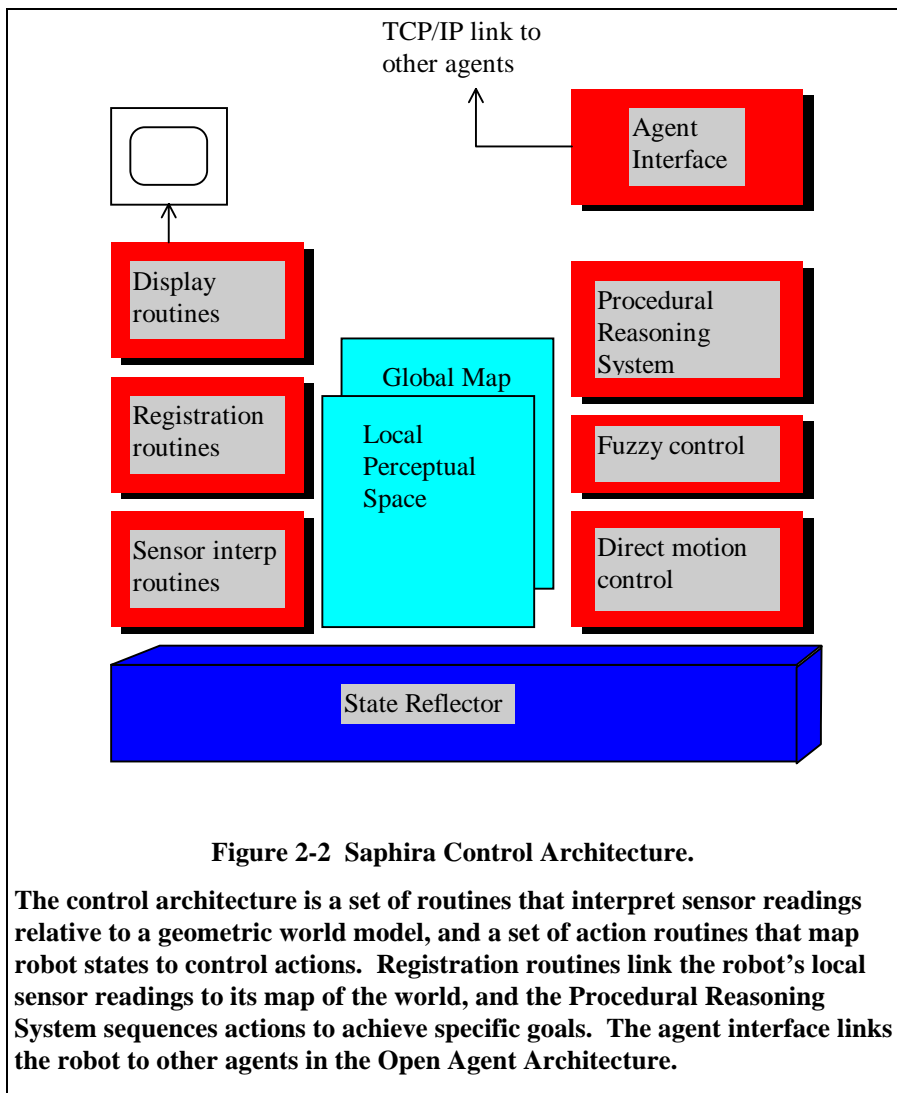 TCP/IP link to
other agents
Agent
Interface
Display
routines
Procedural
Reasoning
System
Global Map
Registration
routines
Local
Perceptual
Space
Fuzzy control
Sensor interp
routines
Direct motion
control
State Reflector
Figure 2-2 Saphira Control Architecture.
The control architecture is a set of routines that interpret sensor readings
relative to a geometric world model, and a set of action routines that map
robot states to control actions. Registration routines link the robot's local
sensor readings to its map of the world, and the Procedural Reasoning
System sequences actions to achieve specific goals. The agent interface links
the robot to other agents in the Open Agent Architecture.